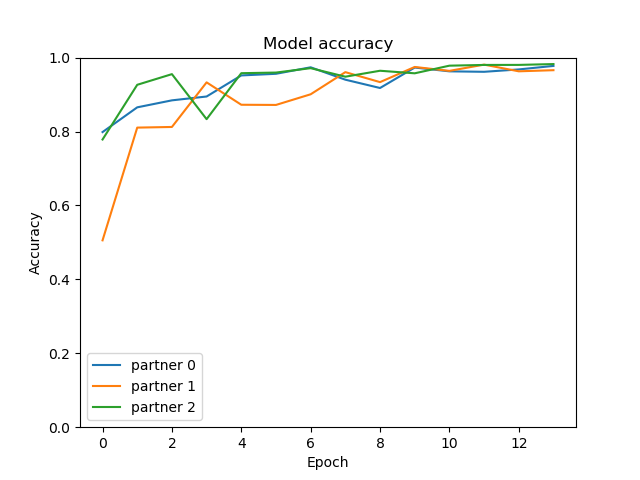 Model accuracy
1.0
0.8
0.6
0.4
0.2
0.0
Accuracy
partner 0
partner 1
partner 2
0 2 4 6 8 10 12
Epoch